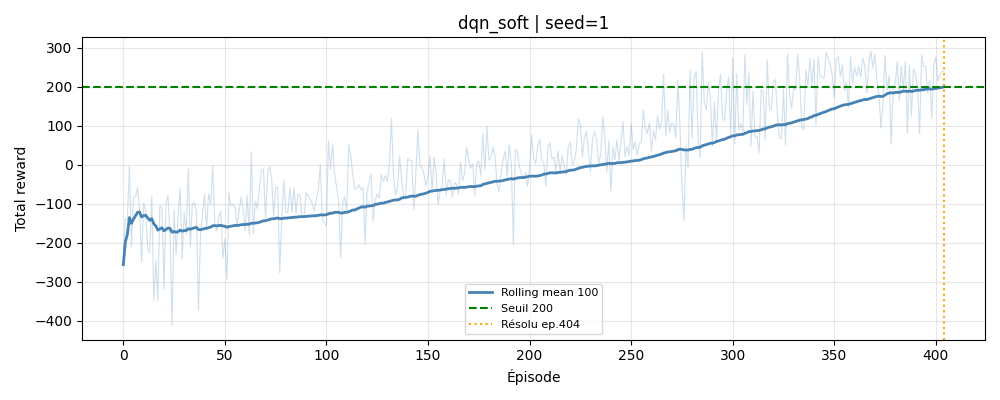 dqn_soft | seed=1
Total reward
300
200
100
0
−100
−200
−300
−400
0
50
100
150
200
250
300
350
400
Épisode
Rolling mean 100
Seuil 200
Résolu ep.404